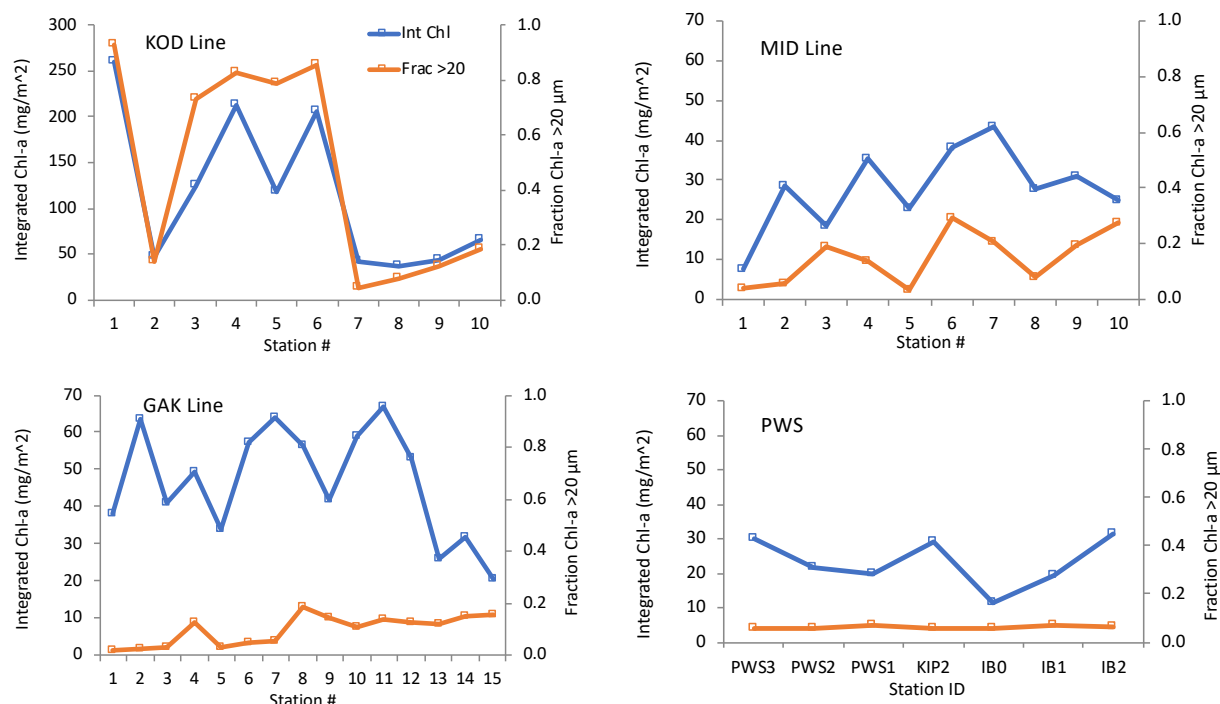 KOD Line
Int Chl
Frac >20
Integrated Chl-a (mg/m^2)
300
250
200
150
100
50
0
1.0
0.8
0.6
0.4
0.2
0.0
Fraction Chl-a >20 µm
1 2 3 4 5 6 7 8 9 10
Station #
MID Line
Integrated Chl-a (mg/m^2)
70
60
50
40
30
20
10
0
1.0
0.8
0.6
0.4
0.2
0.0
Fraction Chl-a >20 µm
1 2 3 4 5 6 7 8 9 10
Station #
GAK Line
Integrated Chl-a (mg/m^2)
70
60
50
40
30
20
10
0
1.0
0.8
0.6
0.4
0.2
0.0
Fraction Chl-a >20 µm
1 2 3 4 5 6 7 8 9 10 11 12 13 14 15
Station #
PWS
Integrated Chl-a (mg/m^2)
70
60
50
40
30
20
10
0
1.0
0.8
0.6
0.4
0.2
0.0
Fraction Chl-a >20 µm
PWS3 PWS2 PWS1 KIP2 IB0 IB1 IB2
Station ID